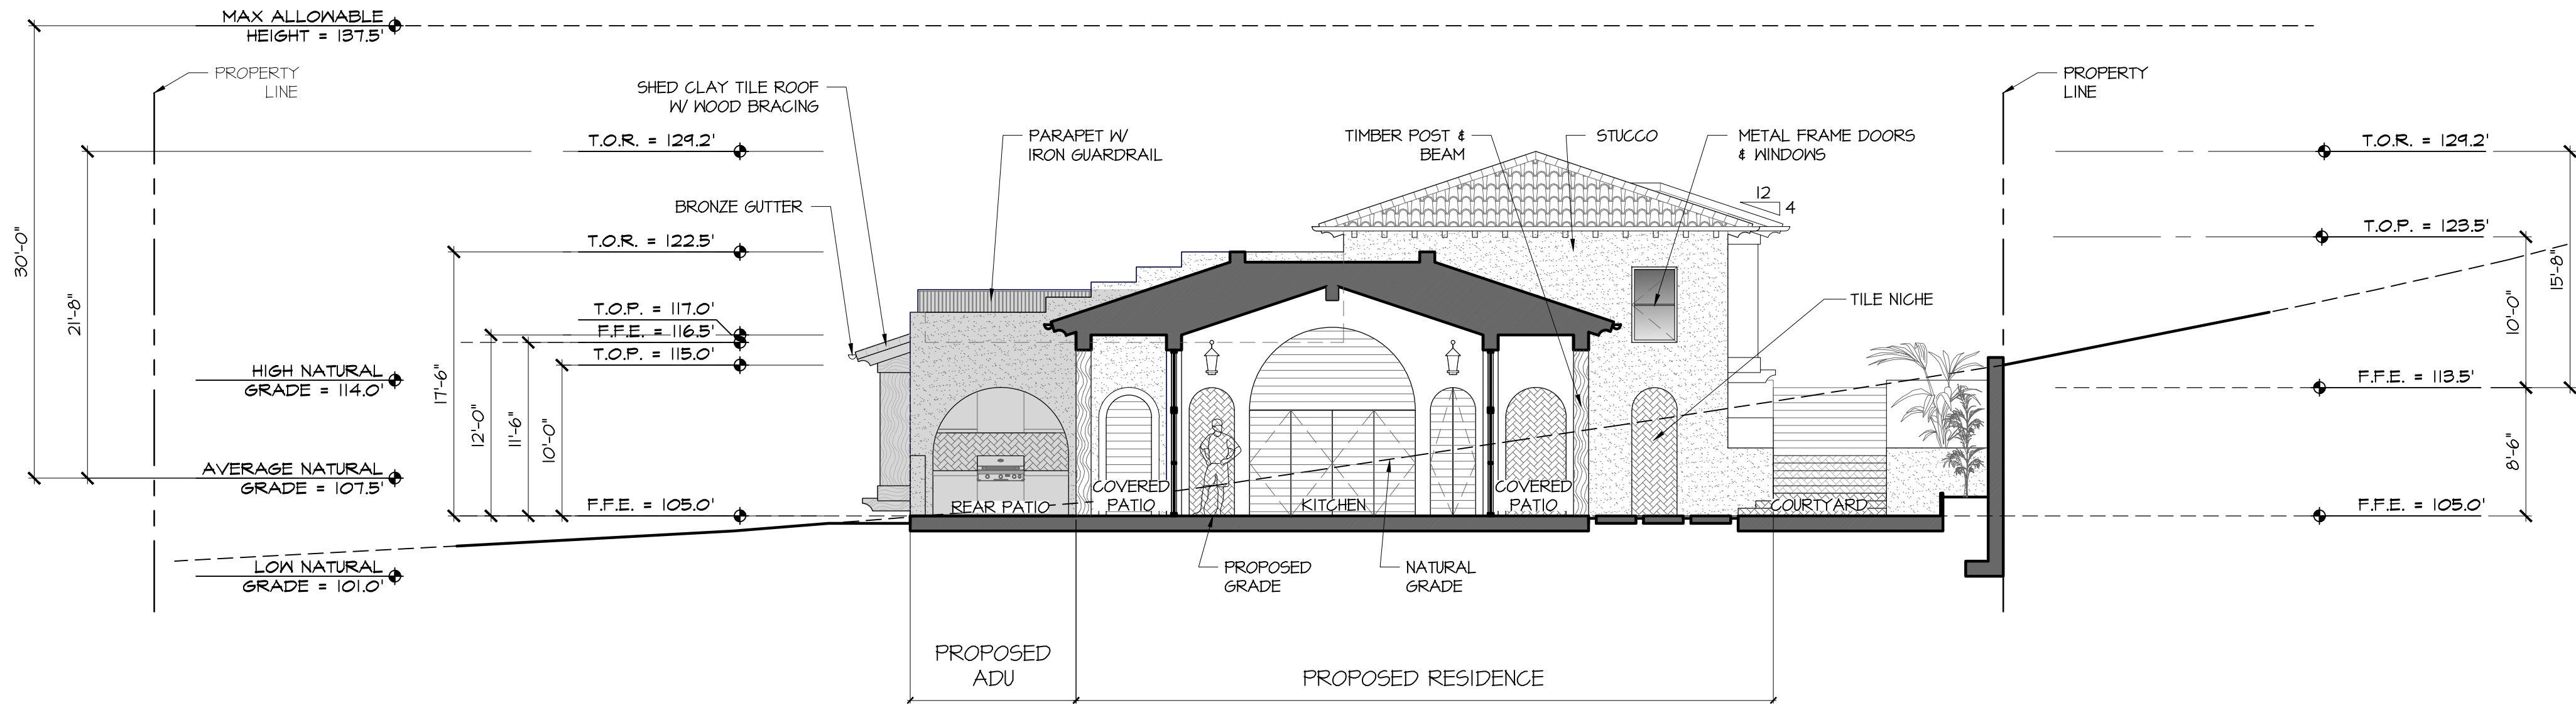 MAX ALLOWABLE
HEIGHT = 137.5'
PROPERTY
LINE
SHED CLAY TILE ROOF
W/ WOOD BRACING
PROPERTY
LINE
T.O.R. = 129.2'
PARAPET W/
IRON GUARDRAIL
TIMBER POST &
BEAM
STUCCO
METAL FRAME DOORS
& WINDOWS
T.O.R. = 129.2'
12
4
BRONZE GUTTER
T.O.R. = 122.5'
T.O.P. = 123.5'
30'-0"
21'-8"
T.O.P. = 117.0'
F.F.E. = 116.5'
T.O.P. = 115.0'
TILE NICHE
10'-0"
15'-8"
HIGH NATURAL
GRADE = 114.0'
17'-6"
12'-0"
11'-6"
10'-0"
F.F.E. = 113.5'
8'-6"
AVERAGE NATURAL
GRADE = 107.5'
F.F.E. = 105.0'
REAR PATIO
COVERED
PATIO
KITCHEN
COVERED
PATIO
COURTYARD
F.F.E. = 105.0'
LOW NATURAL
GRADE = 101.0'
PROPOSED
GRADE
NATURAL
GRADE
PROPOSED
ADU
PROPOSED RESIDENCE